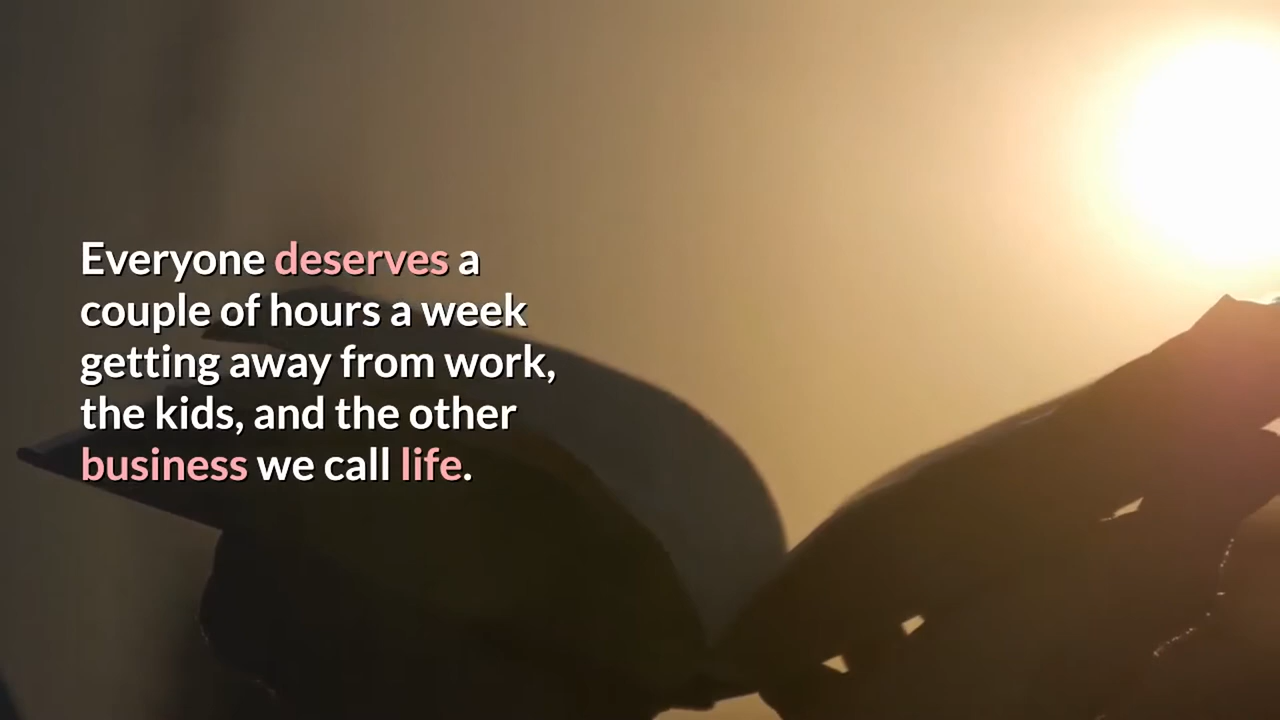 Everyone deserves a
couple of hours a week
getting away from work,
the kids, and the other
business we call life.